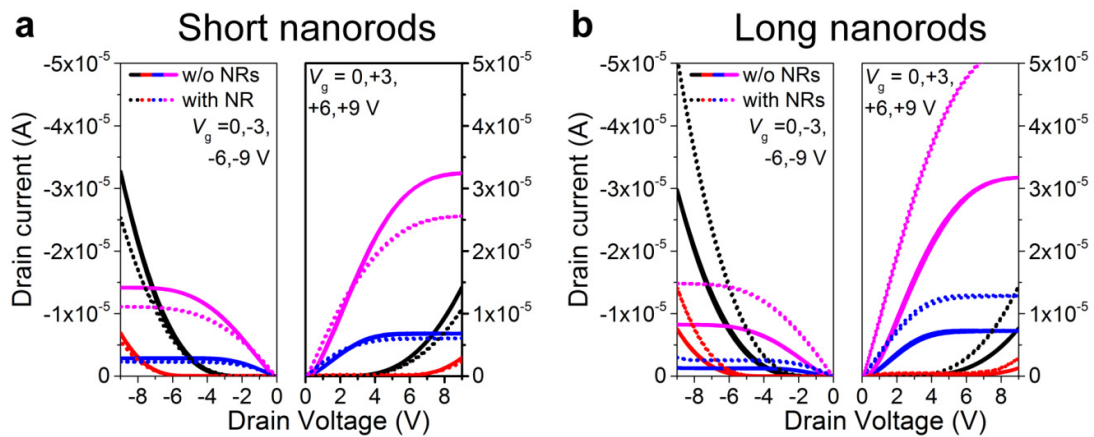 a Short nanorods
-5x10⁻⁵
-4x10⁻⁵
-3x10⁻⁵
-2x10⁻⁵
-1x10⁻⁵
0
Drain current (A)
w/o NRs
with NR
Vg =0,-3,
-6,-9 V
Vg = 0,+3,
+6,+9 V
5x10⁻⁵
4x10⁻⁵
3x10⁻⁵
2x10⁻⁵
1x10⁻⁵
0
-8 -6 -4 -2 0 0 2 4 6 8
Drain Voltage (V)
b Long nanorods
-5x10⁻⁵
-4x10⁻⁵
-3x10⁻⁵
-2x10⁻⁵
-1x10⁻⁵
0
Drain current (A)
w/o NRs
with NRs
Vg =0,-3,
-6,-9 V
Vg = 0,+3,
+6,+9 V
5x10⁻⁵
4x10⁻⁵
3x10⁻⁵
2x10⁻⁵
1x10⁻⁵
0
-8 -6 -4 -2 0 0 2 4 6 8
Drain Voltage (V)